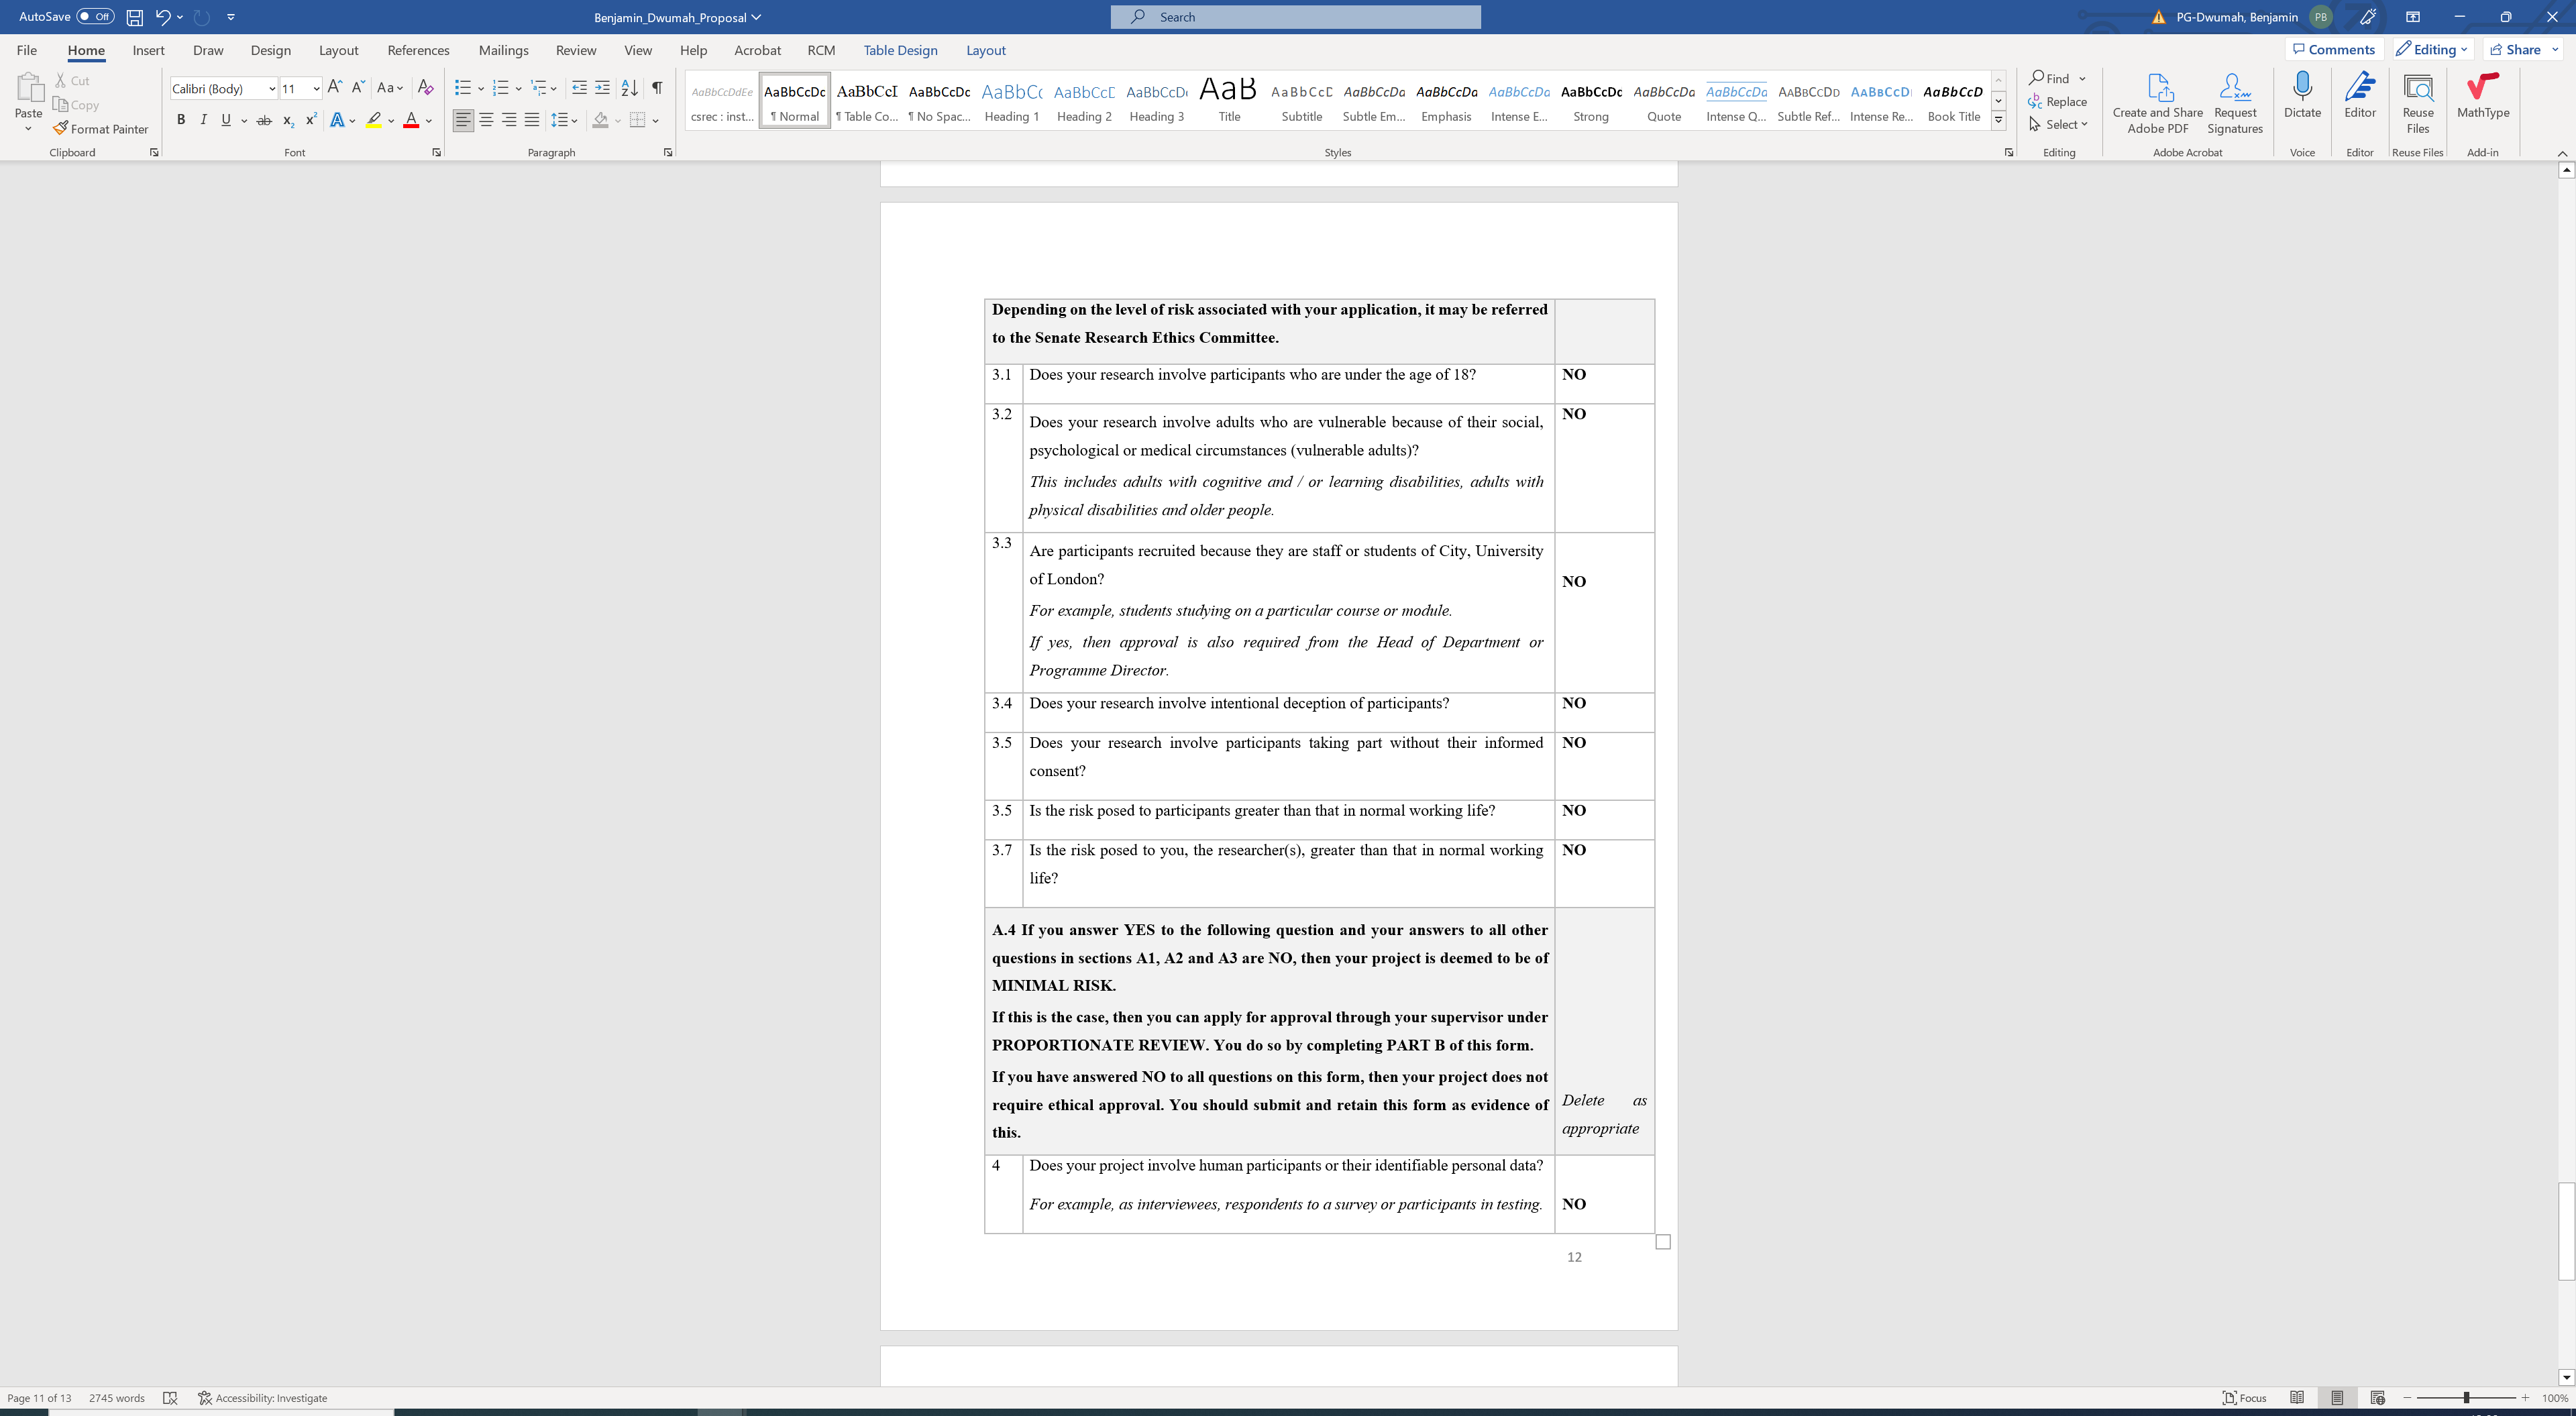 AutoSave Off
Benjamin_Dwumah_Proposal
Search
PG-Dwumah, Benjamin PB
File Home Insert Draw Design Layout References Mailings Review View Help Acrobat RCM Table Design Layout
Comments Editing Share
Paste
Cut
Copy
Format Painter
Clipboard
Calibri (Body) 11
Font
Paragraph
AaBbCcDdEe AaBbCcDc AaBbCcI AaBbCcDc AaBbC( AaBbCcE AaBbCcD( AaB AaBbCcD AaBbCcDa AaBbCcDa AaBbCcDa AaBbCcDc AaBbCcDa AaBbCcDa AABBCCDD AABBCCDI AaBbCcD
csrec : inst... ¶ Normal ¶ Table Co... ¶ No Spac... Heading 1 Heading 2 Heading 3 Title Subtitle Subtle Em... Emphasis Intense E... Strong Quote Intense Q... Subtle Ref... Intense Re... Book Title
Styles
Find
Replace
Select
Editing
Create and Share
Adobe PDF
Request
Signatures
Adobe Acrobat
Dictate
Voice
Editor
Editor
Reuse
Files
Reuse Files
MathType
Add-in
Depending on the level of risk associated with your application, it may be referred
to the Senate Research Ethics Committee.
3.1 Does your research involve participants who are under the age of 18? NO
3.2 NO
Does your research involve adults who are vulnerable because of their social,
psychological or medical circumstances (vulnerable adults)?
This includes adults with cognitive and / or learning disabilities, adults with
physical disabilities and older people.
3.3
Are participants recruited because they are staff or students of City, University
of London?
NO
For example, students studying on a particular course or module.
If yes, then approval is also required from the Head of Department or
Programme Director.
3.4 Does your research involve intentional deception of participants? NO
3.5 Does your research involve participants taking part without their informed NO
consent?
3.5 Is the risk posed to participants greater than that in normal working life? NO
3.7 Is the risk posed to you, the researcher(s), greater than that in normal working NO
life?
A.4 If you answer YES to the following question and your answers to all other
questions in sections A1, A2 and A3 are NO, then your project is deemed to be of
MINIMAL RISK.
If this is the case, then you can apply for approval through your supervisor under
PROPORTIONATE REVIEW. You do so by completing PART B of this form.
If you have answered NO to all questions on this form, then your project does not
require ethical approval. You should submit and retain this form as evidence of
this.
Delete as
appropriate
4 Does your project involve human participants or their identifiable personal data?
For example, as interviewees, respondents to a survey or participants in testing. NO
12
Page 11 of 13 2745 words Accessibility: Investigate Focus 100%